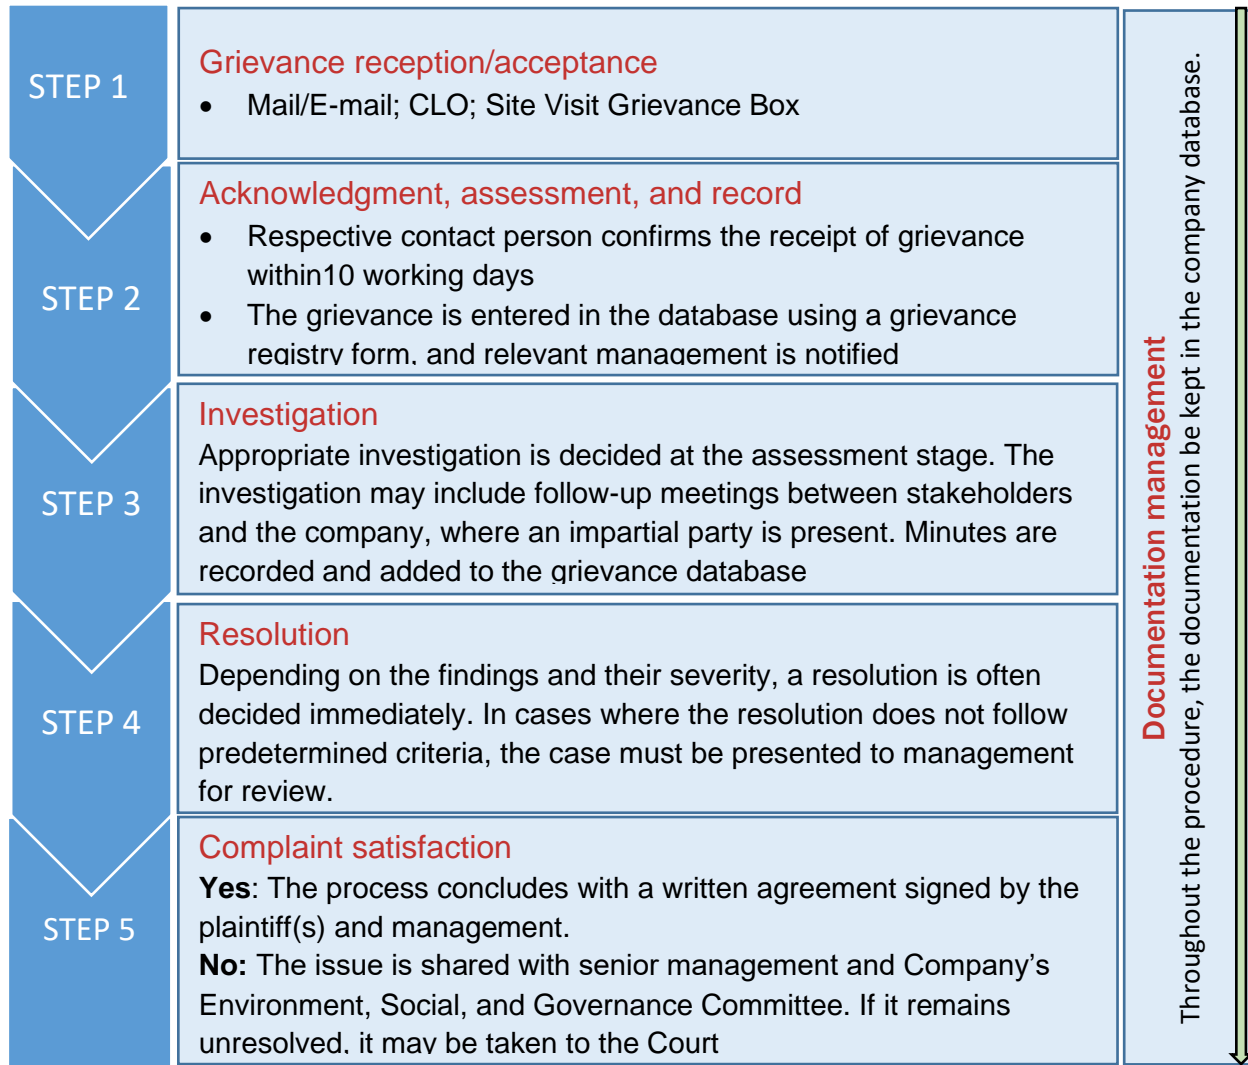 STEP 1
Grievance reception/acceptance
• Mail/E-mail; CLO; Site Visit Grievance Box
STEP 2
Acknowledgment, assessment, and record
• Respective contact person confirms the receipt of grievance
within10 working days
• The grievance is entered in the database using a grievance
registry form, and relevant management is notified
STEP 3
Investigation
Appropriate investigation is decided at the assessment stage. The
investigation may include follow-up meetings between stakeholders
and the company, where an impartial party is present. Minutes are
recorded and added to the grievance database
STEP 4
Resolution
Depending on the findings and their severity, a resolution is often
decided immediately. In cases where the resolution does not follow
predetermined criteria, the case must be presented to management
for review.
STEP 5
Complaint satisfaction
Yes: The process concludes with a written agreement signed by the
plaintiff(s) and management.
No: The issue is shared with senior management and Company’s
Environment, Social, and Governance Committee. If it remains
unresolved, it may be taken to the Court
Documentation management
Throughout the procedure, the documentation be kept in the company database.